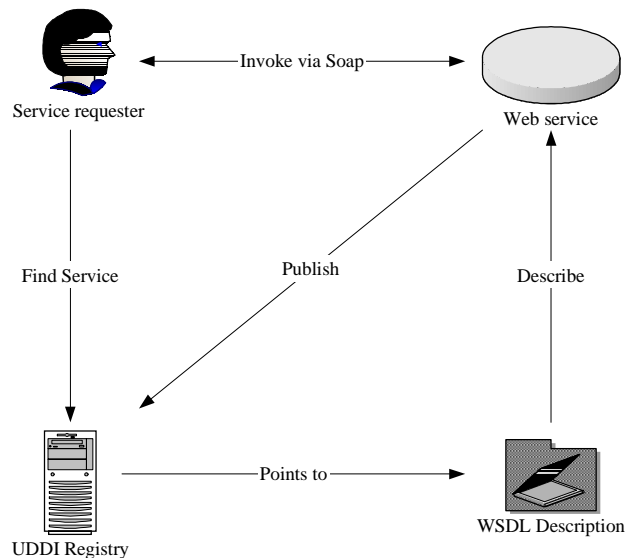 Invoke via Soap
Service requester
Web service
Find Service
Publish
Describe
Points to
UDDI Registry
WSDL Description